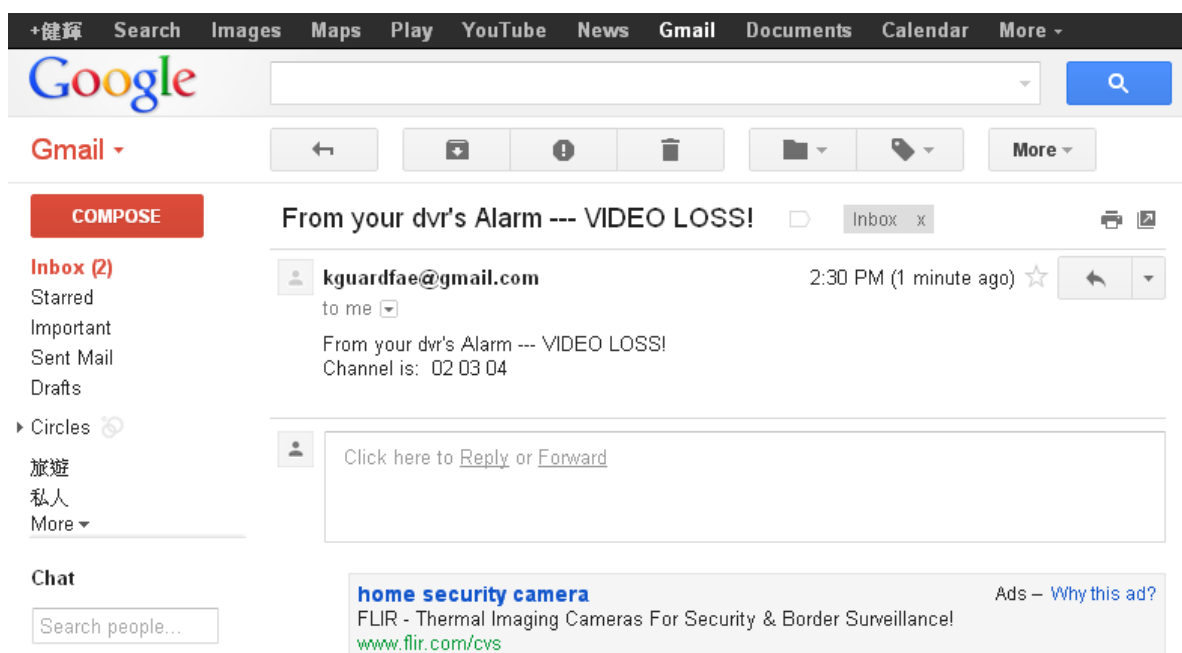 +健輝 Search Images Maps Play YouTube News Gmail Documents Calendar More
Google
Gmail
More
COMPOSE
From your dvr's Alarm --- VIDEO LOSS! Inbox x
Inbox (2)
Starred
Important
Sent Mail
Drafts
Circles
旅遊
私人
More
Chat
Search people...
kguardfae@gmail.com 2:30 PM (1 minute ago)
to me
From your dvr's Alarm --- VIDEO LOSS!
Channel is: 02 03 04
Click here to Reply or Forward
home security camera Ads – Why this ad?
FLIR - Thermal Imaging Cameras For Security & Border Surveillance!
www.flir.com/cvs